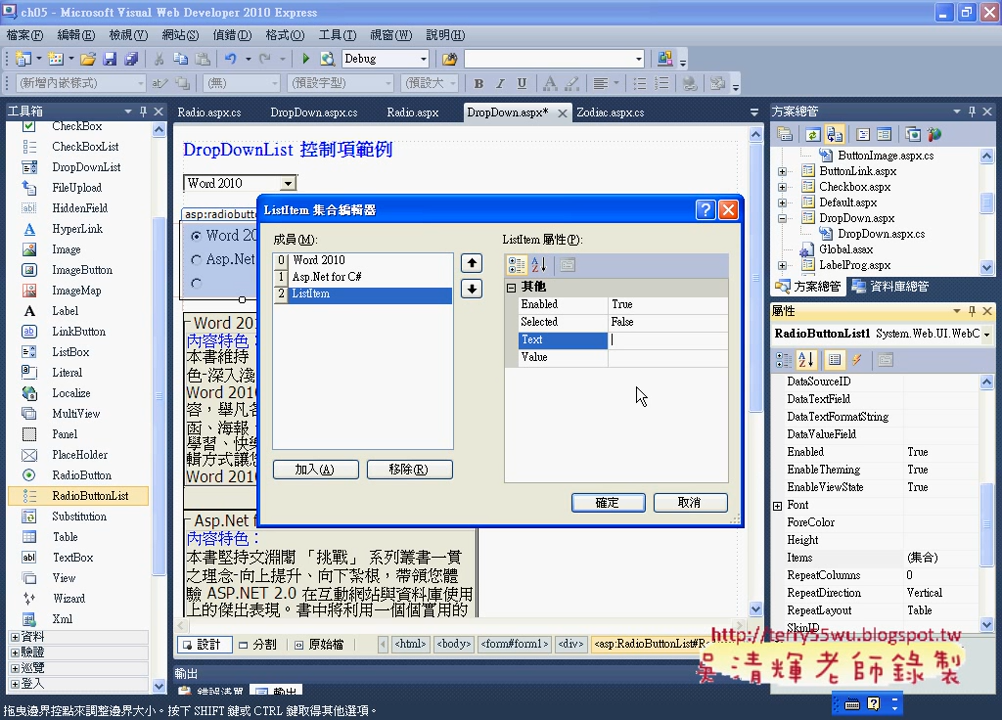 ch05 - Microsoft Visual Web Developer 2010 Express
檔案(F) 編輯(E) 檢視(V) 網站(S) 偵錯(D) 格式(O) 工具(T) 視窗(W) 說明(H)
Debug
(新增內嵌樣式) (無) (預設字型) (預設大
B I U A
工具箱
CheckBox
CheckBoxList
DropDownList
FileUpload
HiddenField
HyperLink
Image
ImageButton
ImageMap
Label
LinkButton
ListBox
Literal
Localize
MultiView
Panel
PlaceHolder
RadioButton
RadioButtonList
Substitution
Table
TextBox
View
Wizard
Xml
資料
驗證
巡覽
登入
Radio.aspx.cs DropDown.aspx.cs Radio.aspx DropDown.aspx* Zodiac.aspx.cs
DropDownList 控制項範例
Word 2010
asp:radiobutt
Word 20
Asp.Net
Word 201
內容特色：
本書維持
色-深入淺
Word 2010
容，舉凡各
函、海報、
學習、快樂
輯方式讓您
Word 2010
Asp.Net f
內容特色：
本書堅持文淵閣 「挑戰」 系列叢書一貫
之理念-向上提升、向下紮根，帶領您體
驗 ASP.NET 2.0 在互動網站與資料庫使用
上的傑出表現。書中將利用一個個實用的
ListItem 集合編輯器
成員(M):
0 Word 2010
1 Asp.Net for C#
2 ListItem
加入(A) 移除(R)
ListItem 屬性(P):
其他
Enabled True
Selected False
Text
Value
確定 取消
設計 分割 原始檔 <html> <body> <form#form1> <div> <asp:RadioButtonList#R
輸出
錯誤清單 輸出
方案總管
ButtonImage.aspx.cs
ButtonLink.aspx
Checkbox.aspx
Default.aspx
DropDown.aspx
DropDown.aspx.cs
Global.asax
LabelProg.aspx
方案總管 資料庫總管
屬性
RadioButtonList1 System.Web.UI.WebC
DataSourceID
DataTextField
DataTextFormatString
DataValueField
Enabled True
EnableTheming True
EnableViewState True
Font
ForeColor
Height
Items (集合)
RepeatColumns 0
RepeatDirection Vertical
RepeatLayout Table
SkinID
http://terry55wu.blogspot.tw
吳清輝老師錄製
拖曳邊界控點來調整邊界大小。按下 SHIFT 鍵或 CTRL 鍵取得其他選項。